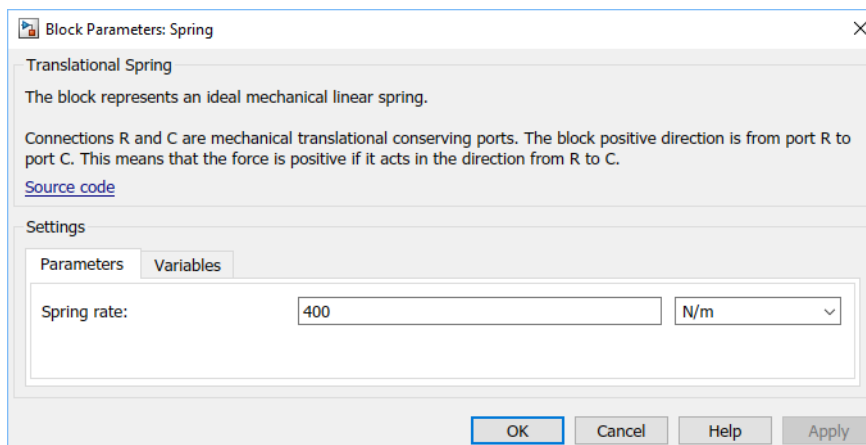 Block Parameters: Spring
Translational Spring
The block represents an ideal mechanical linear spring.
Connections R and C are mechanical translational conserving ports. The block positive direction is from port R to
port C. This means that the force is positive if it acts in the direction from R to C.
Source code
Settings
Parameters Variables
Spring rate: 400 N/m
OK Cancel Help Apply